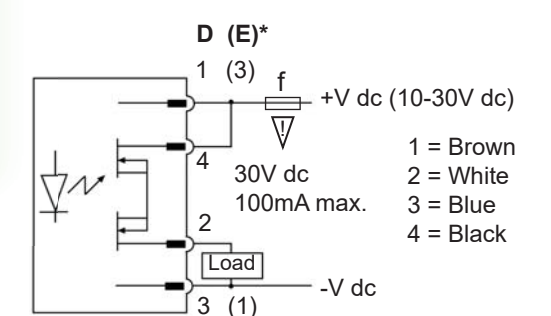 D (E)*
1 (3)
f
+V dc (10-30V dc)
!
4
30V dc
100mA max.
1 = Brown
2 = White
3 = Blue
4 = Black
2
Load
-V dc
3 (1)